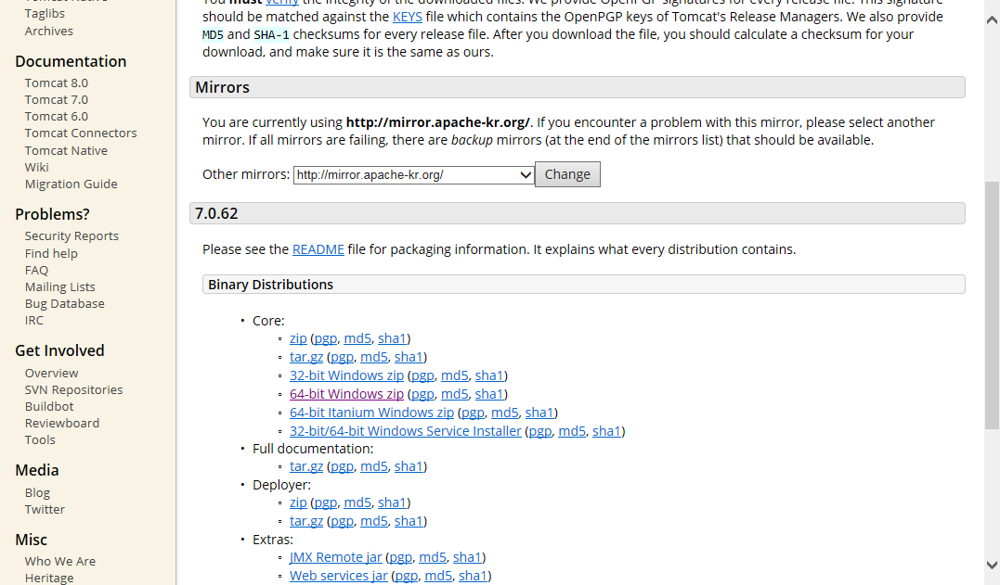 Taglibs
Archives
Documentation
Tomcat 8.0
Tomcat 7.0
Tomcat 6.0
Tomcat Connectors
Tomcat Native
Wiki
Migration Guide
Problems?
Security Reports
Find help
FAQ
Mailing Lists
Bug Database
IRC
Get Involved
Overview
SVN Repositories
Buildbot
Reviewboard
Tools
Media
Blog
Twitter
Misc
Who We Are
Heritage
You must verify the integrity of the downloaded files. We provide OpenPGP signatures for every release file. This signature
should be matched against the KEYS file which contains the OpenPGP keys of Tomcat's Release Managers. We also provide
MD5 and SHA-1 checksums for every release file. After you download the file, you should calculate a checksum for your
download, and make sure it is the same as ours.
Mirrors
You are currently using http://mirror.apache-kr.org/. If you encounter a problem with this mirror, please select another
mirror. If all mirrors are failing, there are backup mirrors (at the end of the mirrors list) that should be available.
Other mirrors: http://mirror.apache-kr.org/ Change
7.0.62
Please see the README file for packaging information. It explains what every distribution contains.
Binary Distributions
• Core:
◦ zip (pgp, md5, sha1)
◦ tar.gz (pgp, md5, sha1)
◦ 32-bit Windows zip (pgp, md5, sha1)
◦ 64-bit Windows zip (pgp, md5, sha1)
◦ 64-bit Itanium Windows zip (pgp, md5, sha1)
◦ 32-bit/64-bit Windows Service Installer (pgp, md5, sha1)
• Full documentation:
◦ tar.gz (pgp, md5, sha1)
• Deployer:
◦ zip (pgp, md5, sha1)
◦ tar.gz (pgp, md5, sha1)
• Extras:
◦ JMX Remote jar (pgp, md5, sha1)
◦ Web services jar (pgp, md5, sha1)